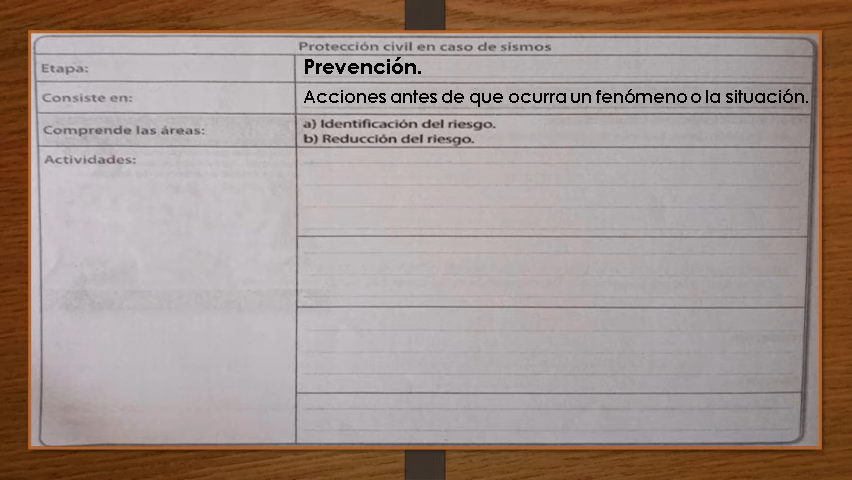 Protección civil en caso de sismos
Etapa: Prevención.
Consiste en: Acciones antes de que ocurra un fenómeno o la situación.
Comprende las áreas: a) Identificación del riesgo.
b) Reducción del riesgo.
Actividades: